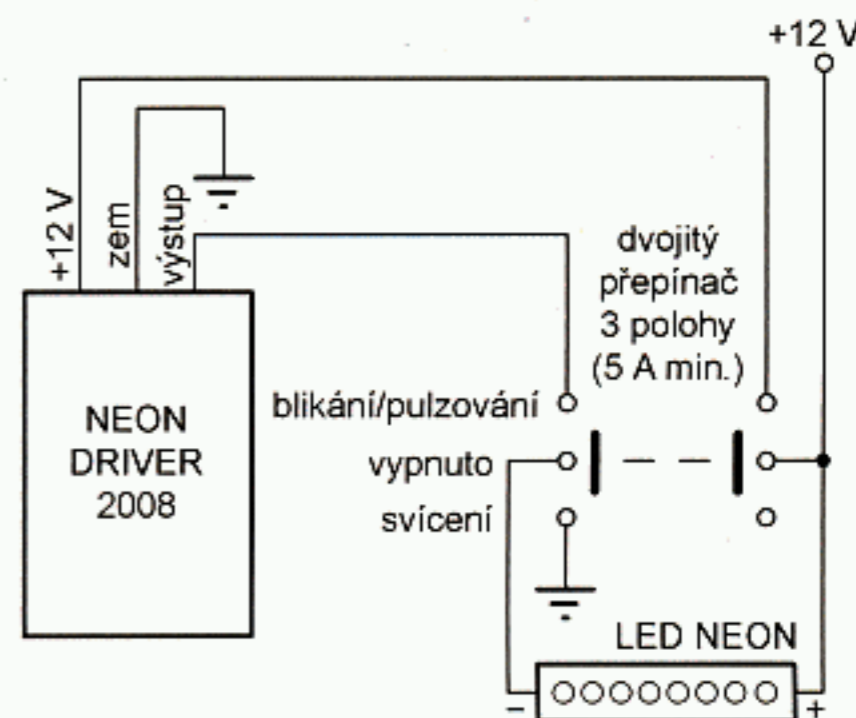 +12 V
+12 V
zem
výstup
dvojitý
přepínač
3 polohy
(5 A min.)
NEON
DRIVER
2008
blikání/pulzování
vypnuto
svícení
LED NEON
− +